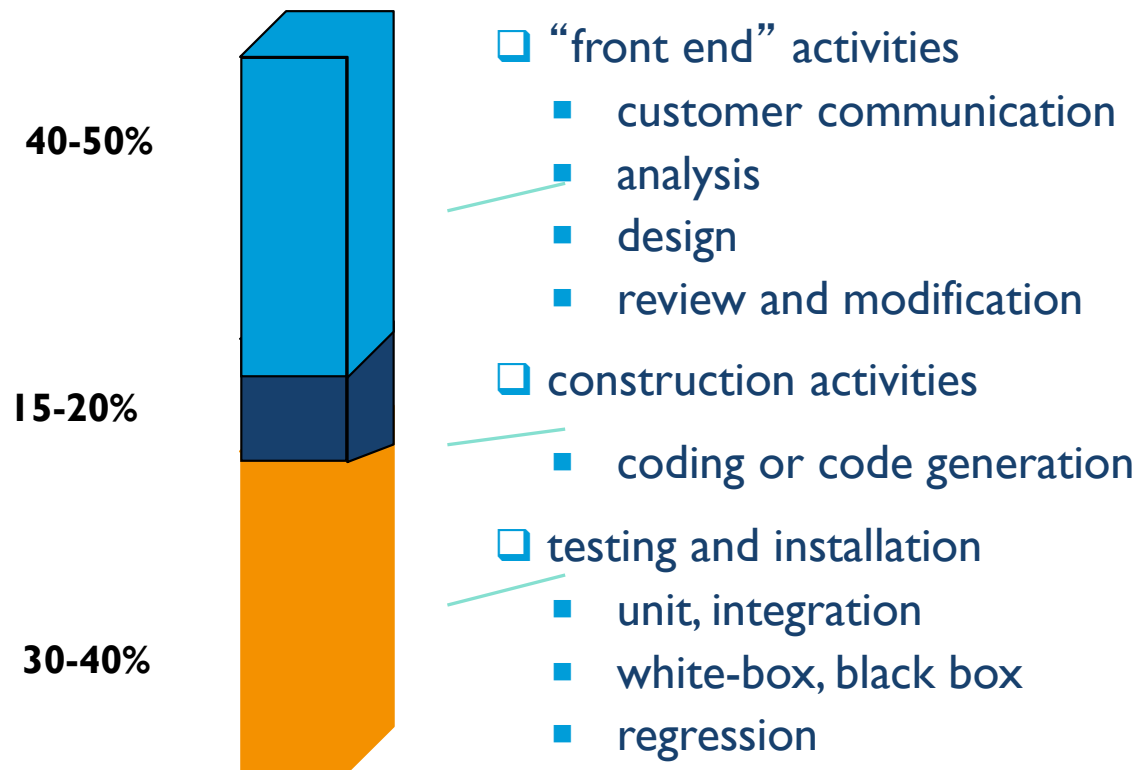 “front end” activities
customer communication
40-50%
analysis
design
review and modification
construction activities
15-20%
coding or code generation
testing and installation
unit, integration
30-40%
white-box, black box
regression